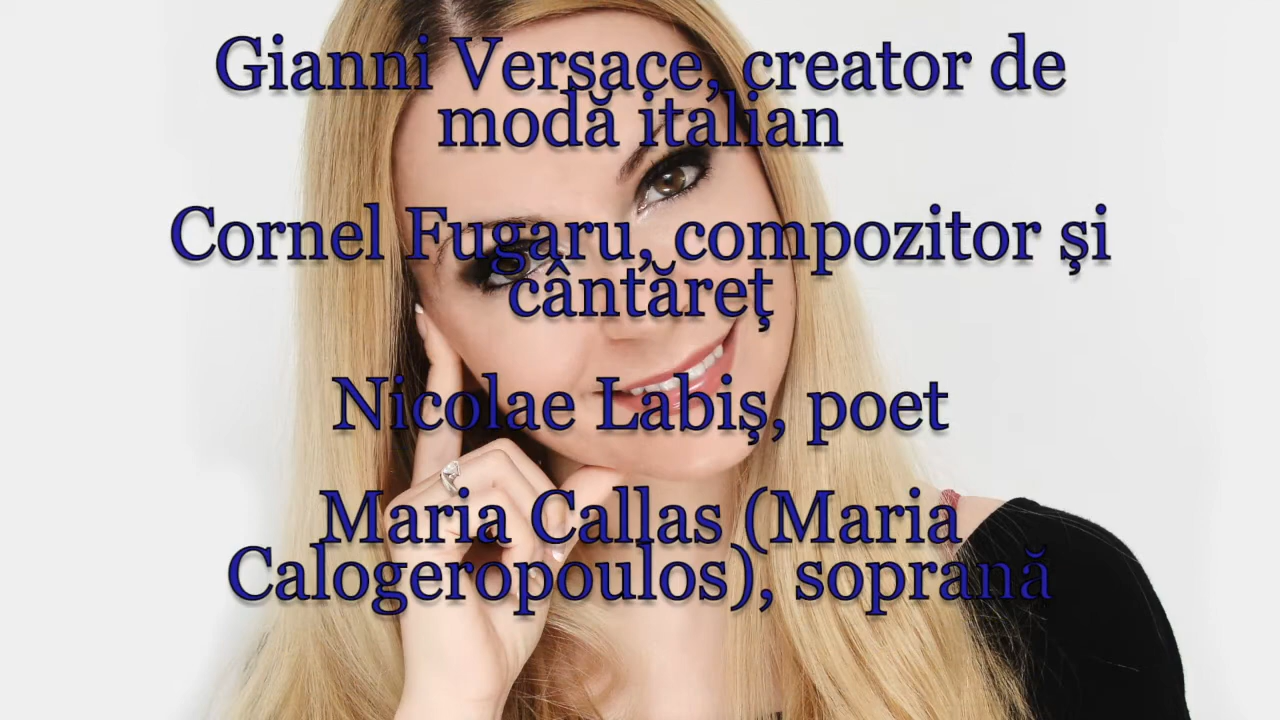 Gianni Versace, creator de
modă italian
Cornel Fugaru, compozitor și
cântăreț
Nicolae Labiș, poet
Maria Callas (Maria
Calogeropoulos), soprană